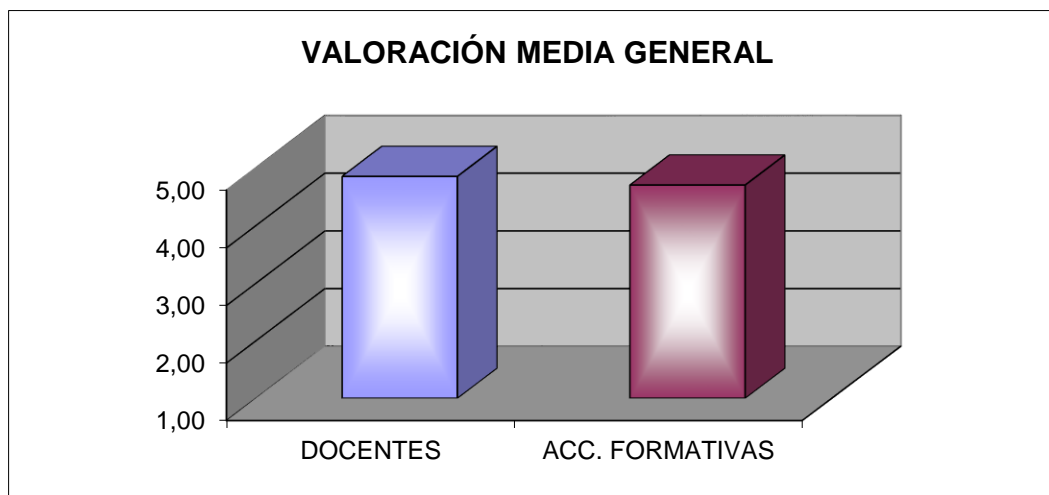 VALORACIÓN MEDIA GENERAL
5,00
4,00
3,00
2,00
1,00
DOCENTES
ACC. FORMATIVAS